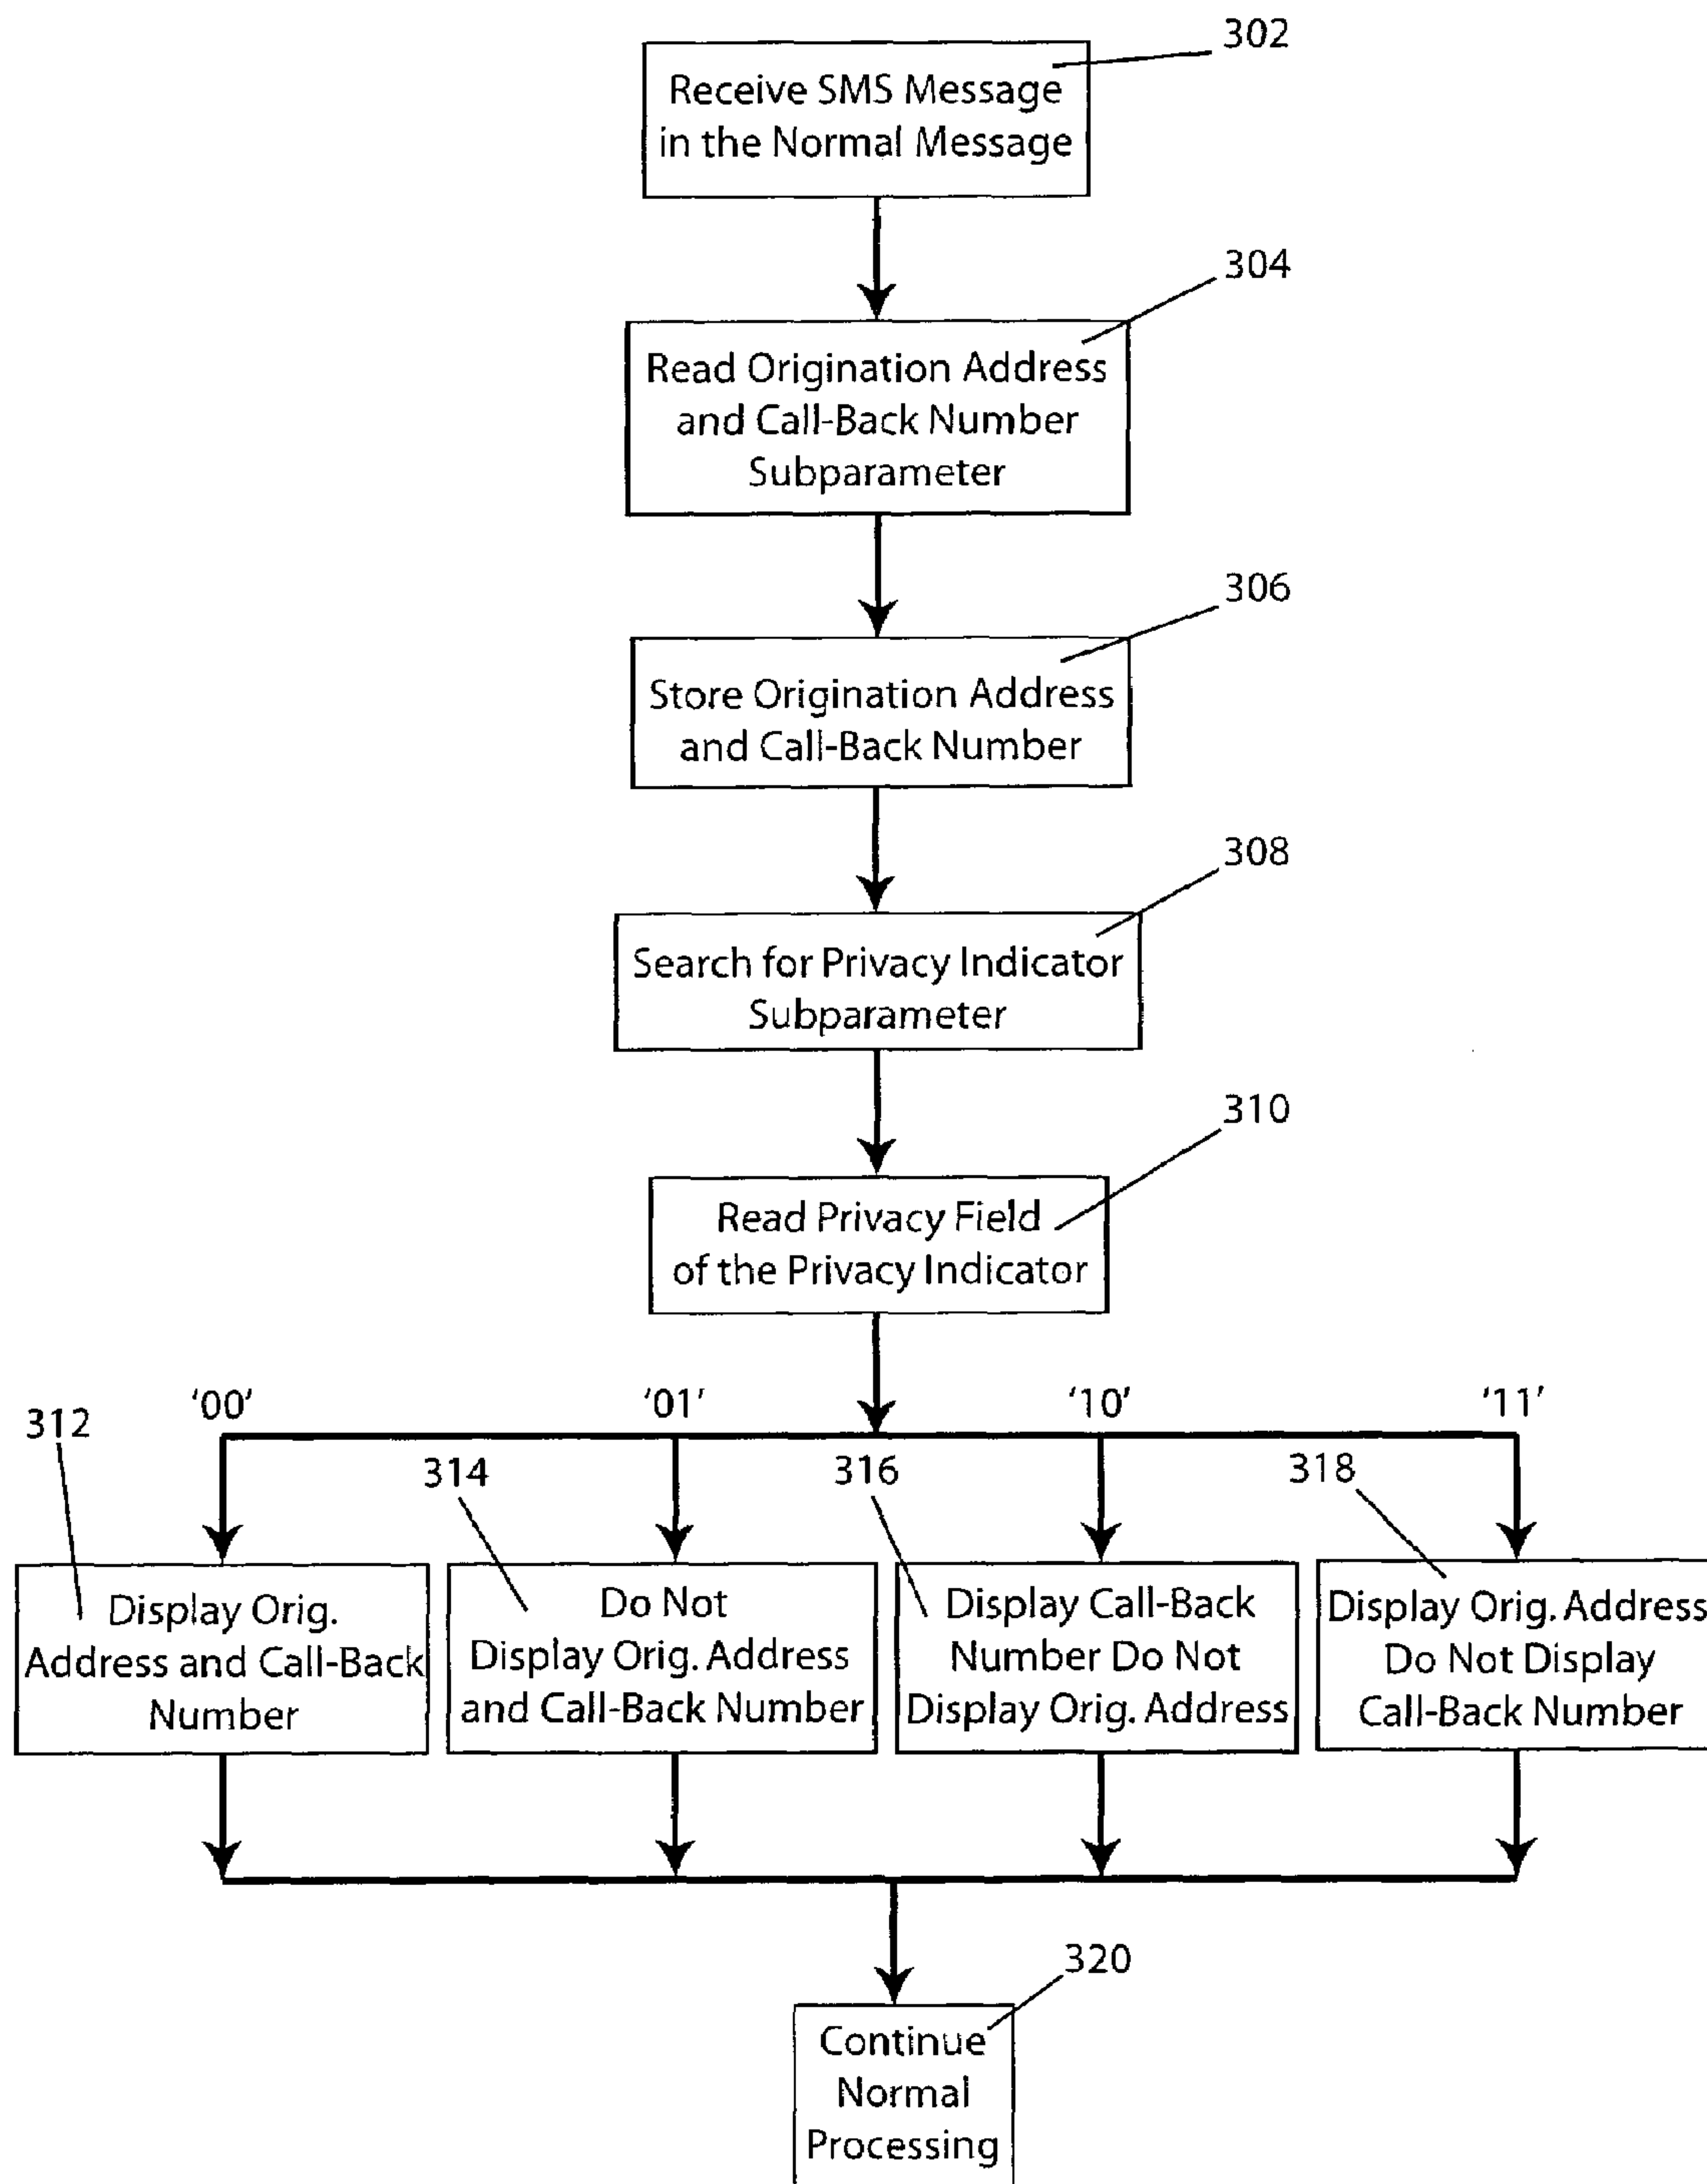 302
Receive SMS Message
in the Normal Message
304
Read Origination Address
and Call-Back Number
Subparameter
306
Store Origination Address
and Call-Back Number
308
Search for Privacy Indicator
Subparameter
310
Read Privacy Field
of the Privacy Indicator
'00'
'01'
'10'
'11'
312
314
316
318
Display Orig.
Address and Call-Back
Number
Do Not
Display Orig. Address
and Call-Back Number
Display Call-Back
Number Do Not
Display Orig. Address
Display Orig. Address
Do Not Display
Call-Back Number
320
Continue
Normal
Processing